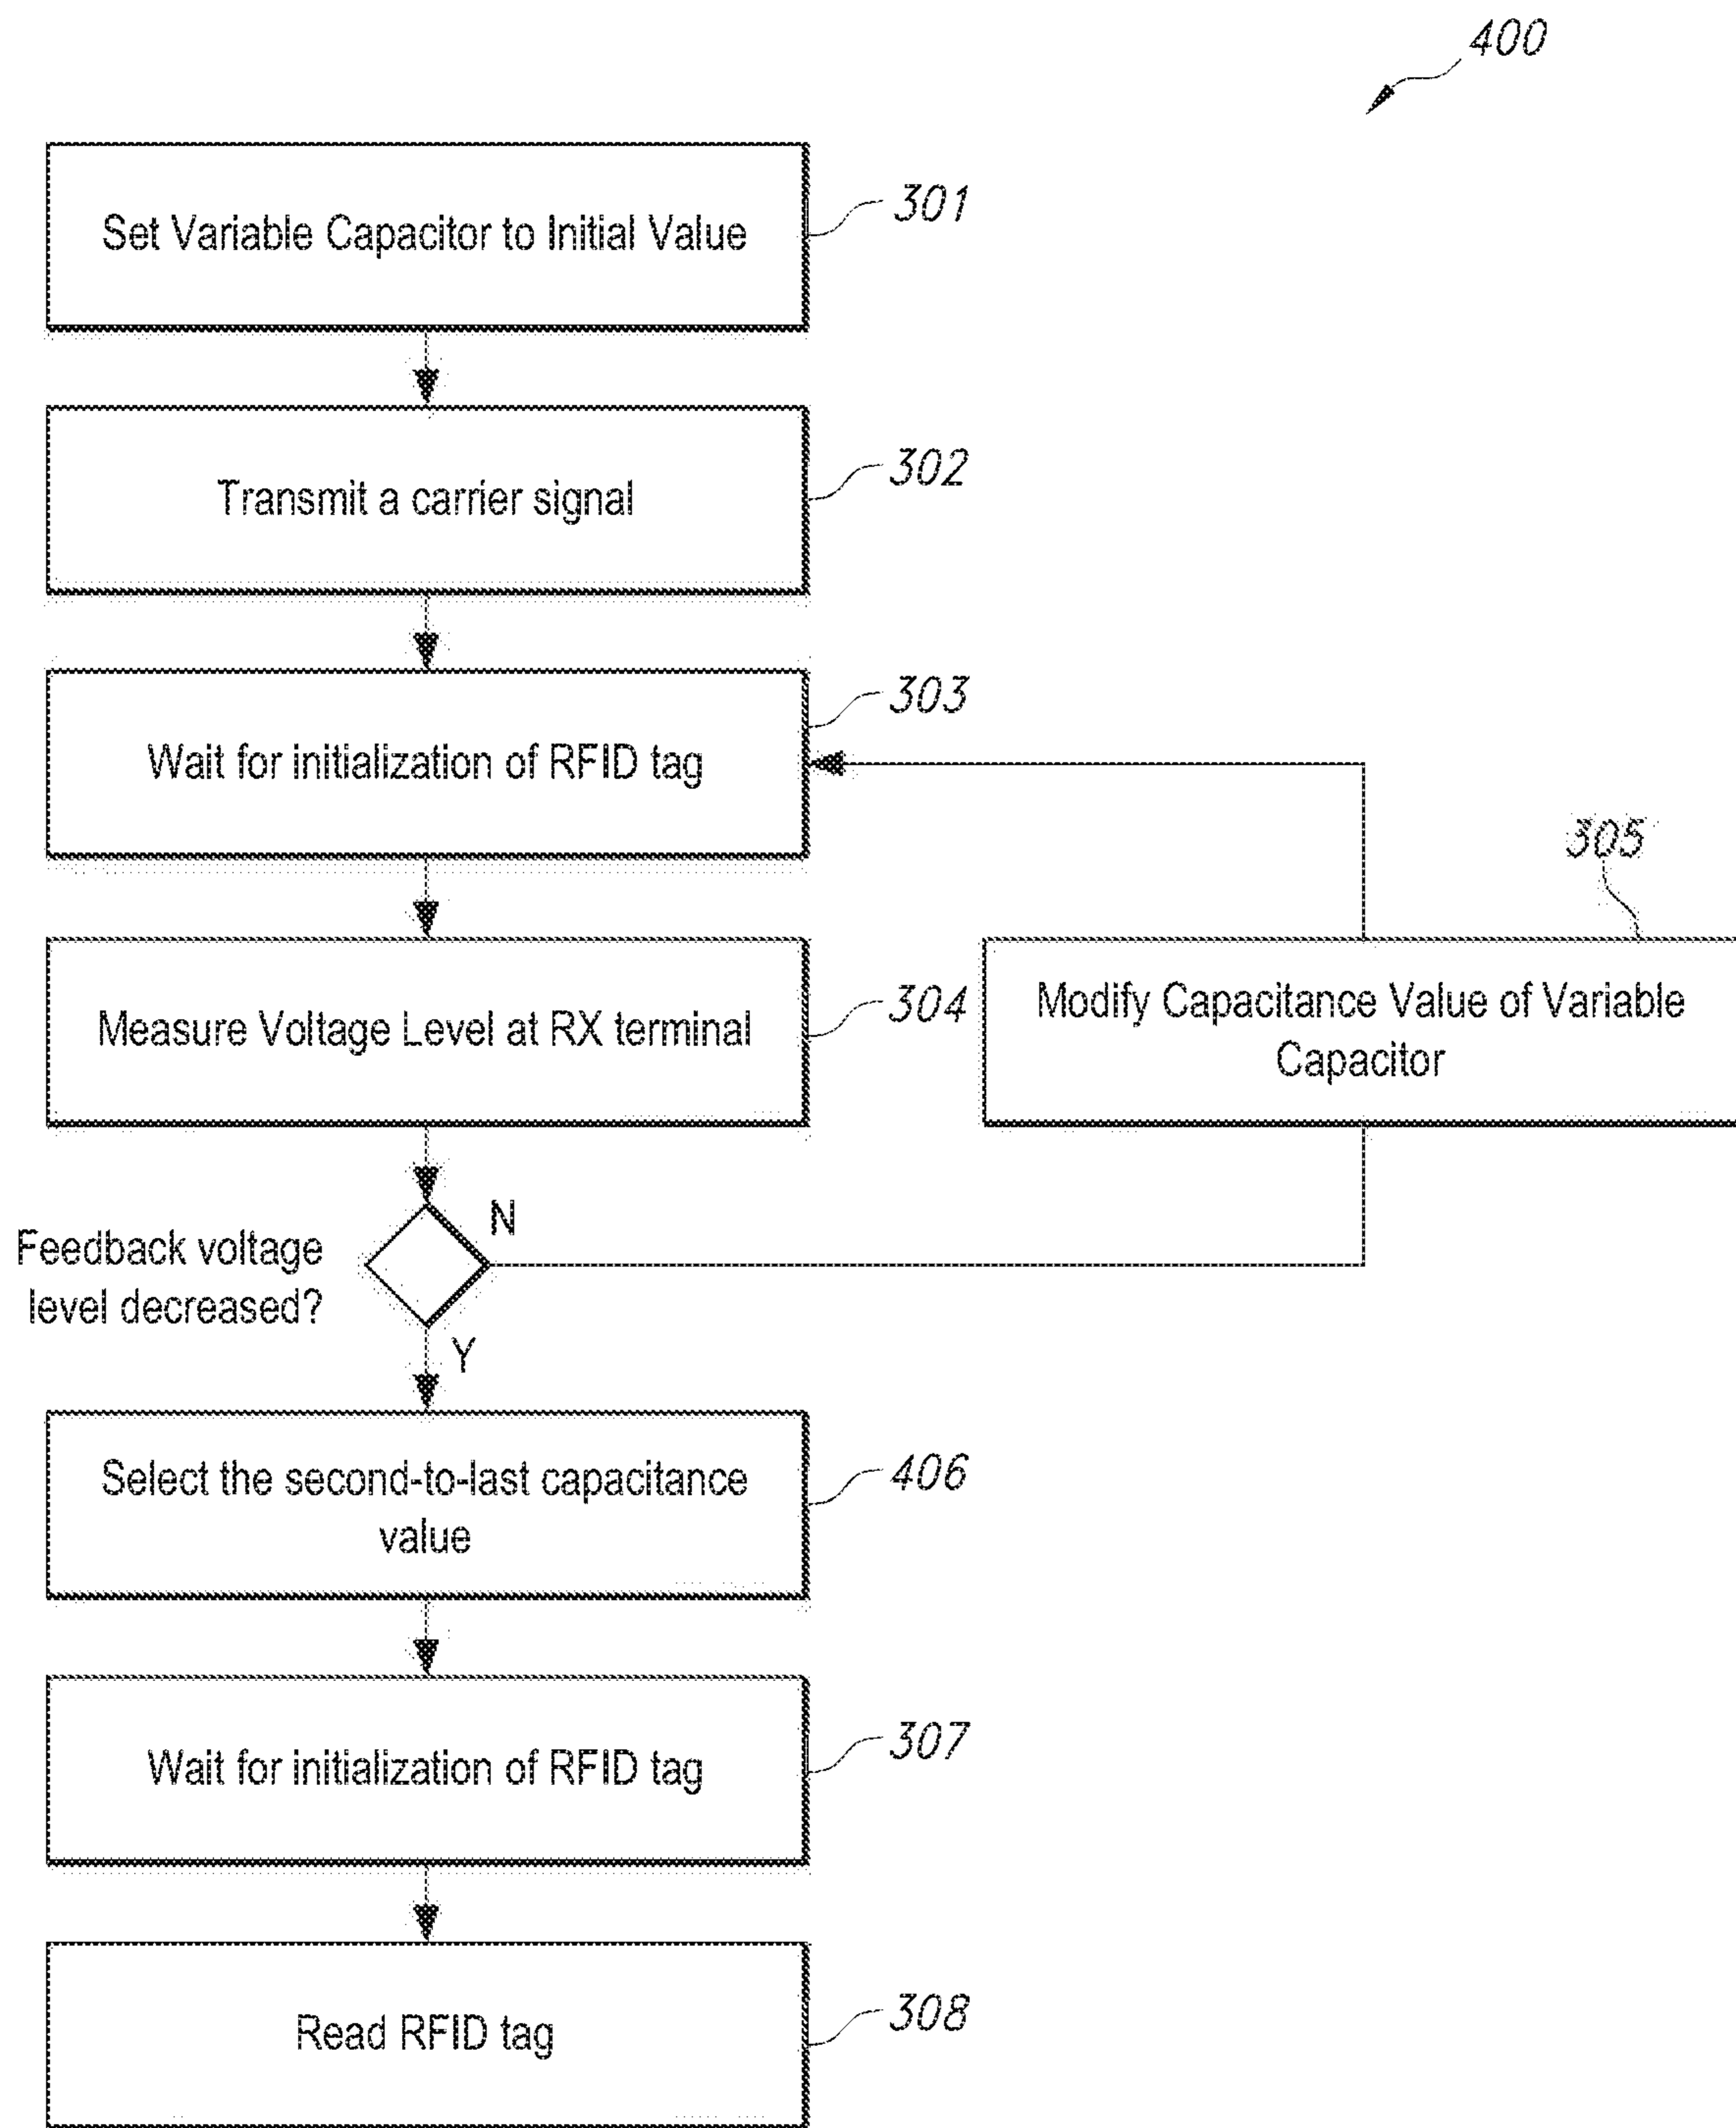 400
Set Variable Capacitor to Initial Value
301
Transmit a carrier signal
302
Wait for initialization of RFID tag
303
Measure Voltage Level at RX terminal
304
305
Modify Capacitance Value of Variable
Capacitor
Feedback voltage
level decreased?
N
Y
Select the second-to-last capacitance
value
406
Wait for initialization of RFID tag
307
Read RFID tag
308